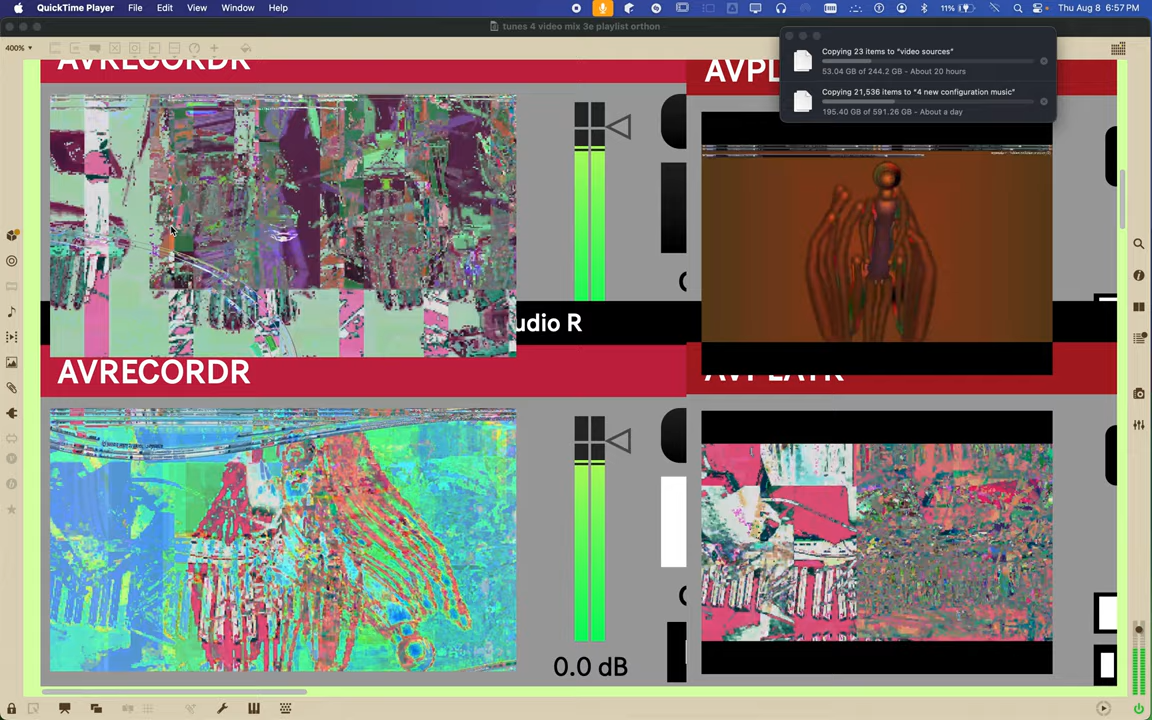 QuickTime Player File Edit View Window Help 11% Thu Aug 8 6:57 PM
tunes 4 video mix 3e playlist orthon
400%
Copying 23 items to "video sources"
53.04 GB of 244.2 GB - About 20 hours
Copying 21,536 items to "4 new configuration music"
195.40 GB of 591.26 GB - About a day
AVRECORDR
AVPL
udio R
AVRECORDR
AVPLAYR
0.0 dB